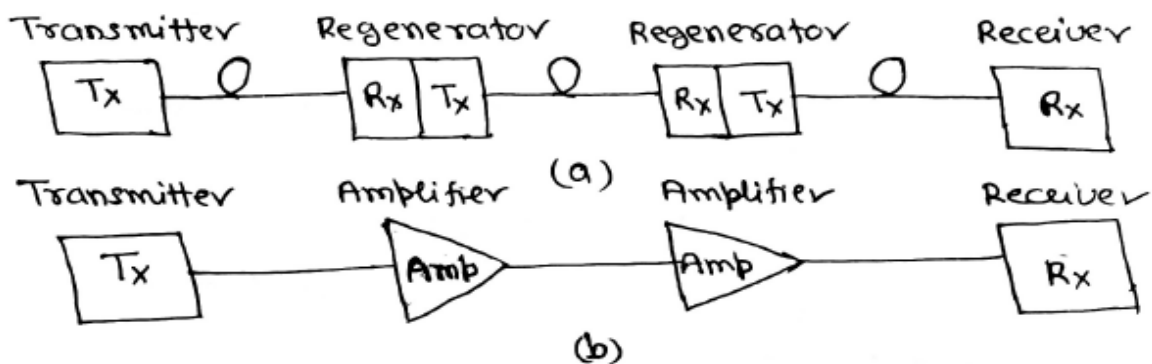 Transmitter Regenerator Regenerator Receiver
Tx Rx Tx Rx Tx Rx
(a)
Transmitter Amplifier Amplifier Receiver
Tx Amp Amp Rx
(b)